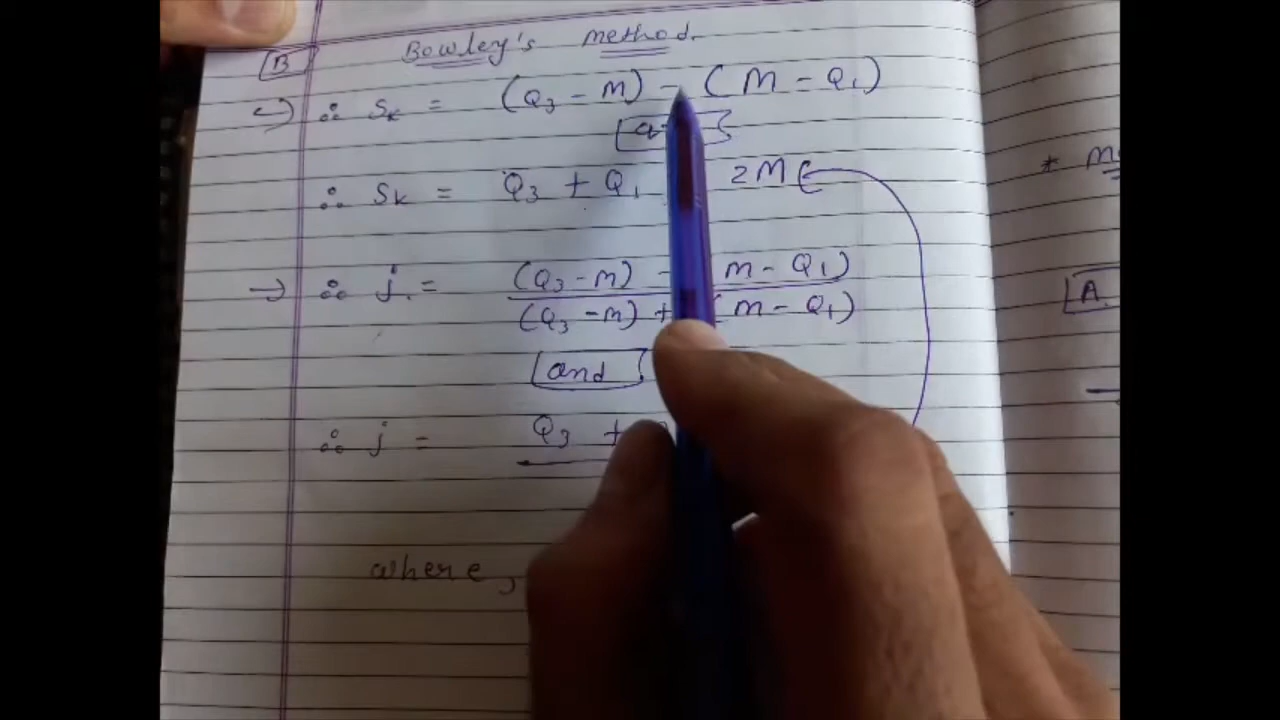 B Bowley's method.
∴ Sk = (Q3 - M) - (M - Q1)
∴ Sk = Q3 + Q1 2M
→ ∴ j. = (Q3 - m) - m - Q1)
(Q3 - m) + ( m - Q1)
and
∴ j = Q3 +
where,
* M
A.